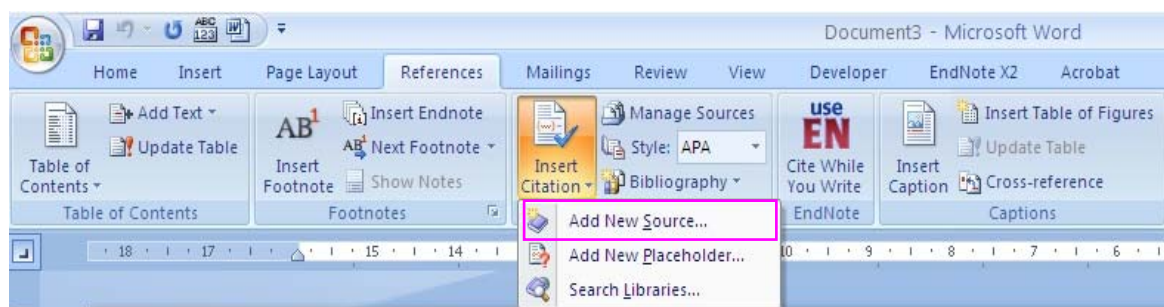 ABC
123
Document3 - Microsoft Word
Home Insert Page Layout References Mailings Review View Developer EndNote X2 Acrobat
Table of
Contents
Add Text
Update Table
Table of Contents
AB1
Insert
Footnote
Insert Endnote
AB1 Next Footnote
Show Notes
Footnotes
Insert
Citation
Manage Sources
Style: APA
Bibliography
use
EN
Cite While
You Write
EndNote
Insert
Caption
Insert Table of Figures
Update Table
Cross-reference
Captions
Add New Source...
Add New Placeholder...
Search Libraries...
18 17 15 14 10 9 8 7 6